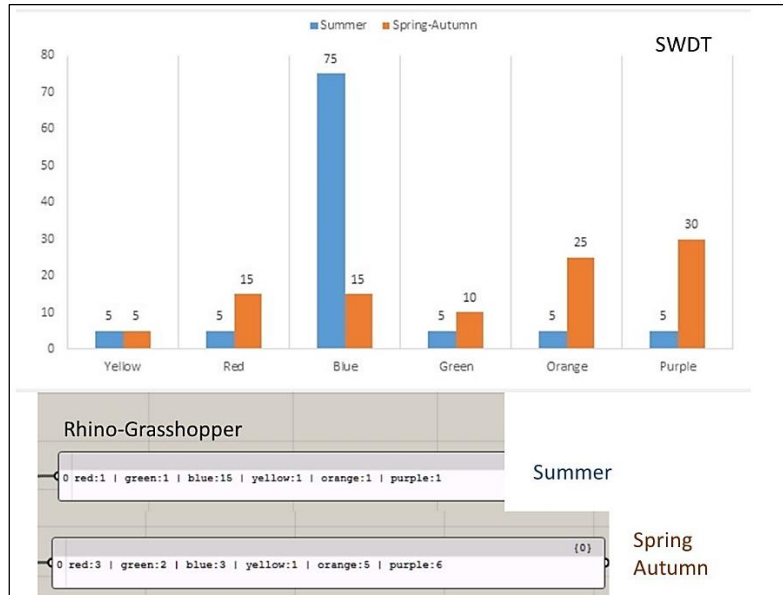 Summer Spring-Autumn
SWDT
80
70
60
50
40
30
20
10
0
5 5
5 15
75 15
5 10
5 25
5 30
Yellow Red Blue Green Orange Purple
Rhino-Grasshopper
0 red:1 | green:1 | blue:15 | yellow:1 | orange:1 | purple:1
Summer
{0}
0 red:3 | green:2 | blue:3 | yellow:1 | orange:5 | purple:6
Spring
Autumn